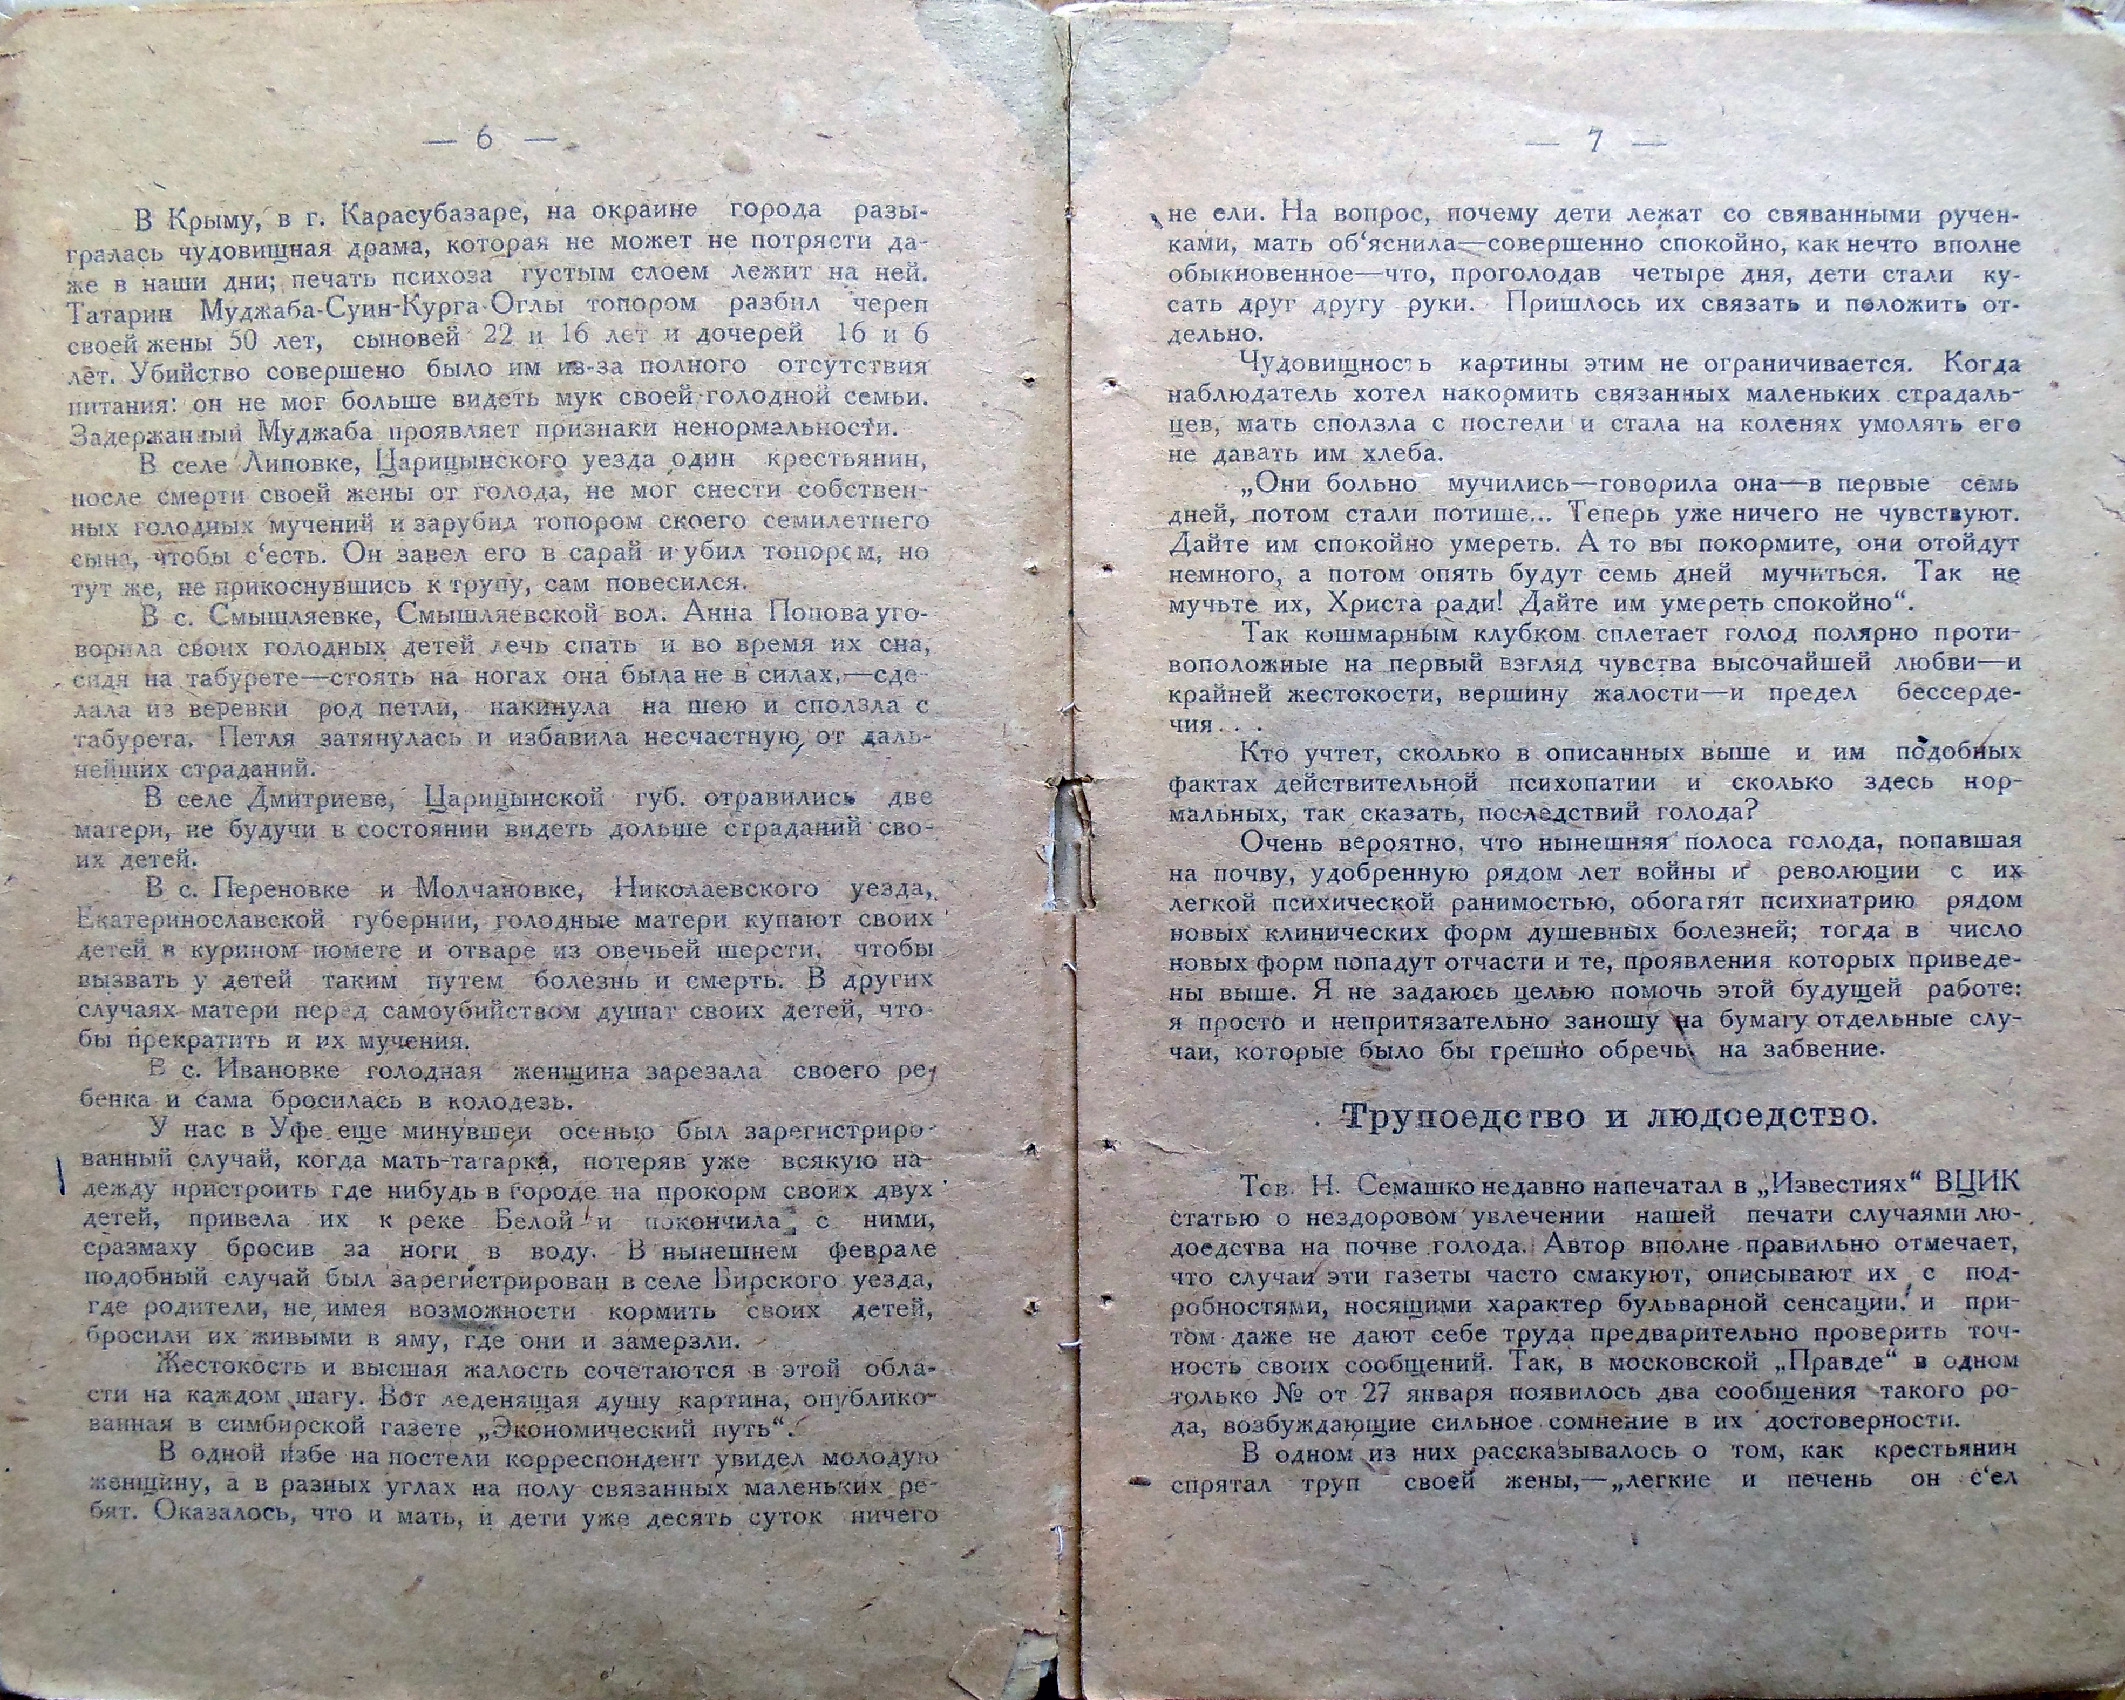 — 6 —
В Крыму, в г. Карасубазаре, на окраине города разы-
гралась чудовищная драма, которая не может не потрясти да-
же в наши дни; печать психоза густым слоем лежит на ней.
Татарин Муджаба-Суин-Курга-Оглы топором разбил череп
своей жены 50 лет, сыновей 22 и 16 лет и дочерей 16 и 6
лет. Убийство совершено было им из-за полного отсутствия
питания: он не мог больше видеть мук своей голодной семьи.
Задержанный Муджаба проявляет признаки ненормальности.
В селе Липовке, Царицынского уезда один крестьянин,
после смерти своей жены от голода, не мог снести собствен-
ных голодных мучений и зарубил топором скоего семилетнего
сына, чтобы с'есть. Он завел его в сарай и убил топором, но
тут же, не прикоснувшись к трупу, сам повесился.
В с. Смышляевке, Смышляевской вол. Анна Попова уго-
ворила своих голодных детей лечь спать и во время их сна,
сидя на табурете—стоять на ногах она была не в силах,—сде-
лала из веревки род петли, накинула на шею и сползла с
табурета. Петля затянулась и избавила несчастную от даль-
нейших страданий.
В селе Дмитриеве, Царицынской губ. отравились две
матери, не будучи в состоянии видеть дольше страданий сво-
их детей.
В с. Переновке и Молчановке, Николаевского уезда,
Екатеринославской губернии, голодные матери купают своих
детей в курином помете и отваре из овечьей шерсти, чтобы
вызвать у детей таким путем болезнь и смерть. В других
случаях матери перед самоубийством душат своих детей, что-
бы прекратить и их мучения.
В с. Ивановке голодная женщина зарезала своего ре-
бенка и сама бросилась в колодезь.
У нас в Уфе еще минувшей осенью был зарегистриро-
ванный случай, когда мать-татарка, потеряв уже всякую на-
дежду пристроить где нибудь в городе на прокорм своих двух
детей, привела их к реке Белой и покончила с ними,
сразмаху бросив за ноги в воду. В нынешнем феврале
подобный случай был зарегистрирован в селе Бирского уезда,
где родители, не имея возможности кормить своих детей,
бросили их живыми в яму, где они и замерзли.
Жестокость и высшая жалость сочетаются в этой обла-
сти на каждом шагу. Вот леденящая душу картина, опублико-
ванная в симбирской газете „Экономический путь“.
В одной избе на постели корреспондент увидел молодую
женщину, а в разных углах на полу связанных маленьких ре-
бят. Оказалось, что и мать, и дети уже десять суток ничего
— 7 —
не ели. На вопрос, почему дети лежат со свяванными ручен-
ками, мать об'яснила—совершенно спокойно, как нечто вполне
обыкновенное—что, проголодав четыре дня, дети стали ку-
сать друг другу руки. Пришлось их связать и положить от-
дельно.
Чудовищность картины этим не ограничивается. Когда
наблюдатель хотел накормить связанных маленьких страдаль-
цев, мать сползла с постели и стала на коленях умолять его
не давать им хлеба.
„Они больно мучились—говорила она—в первые семь
дней, потом стали потише... Теперь уже ничего не чувствуют.
Дайте им спокойно умереть. А то вы покормите, они отойдут
немного, а потом опять будут семь дней мучиться. Так не
мучьте их, Христа ради! Дайте им умереть спокойно“.
Так кошмарным клубком сплетает голод полярно проти-
воположные на первый взгляд чувства высочайшей любви—и
крайней жестокости, вершину жалости—и предел бессерде-
чия...
Кто учтет, сколько в описанных выше и им подобных
фактах действительной психопатии и сколько здесь нор-
мальных, так сказать, последствий голода?
Очень вероятно, что нынешняя полоса голода, попавшая
на почву, удобренную рядом лет войны и революции с их
легкой психической ранимостью, обогатят психиатрию рядом
новых клинических форм душевных болезней; тогда в число
новых форм попадут отчасти и те, проявления которых приведе-
ны выше. Я не задаюсь целью помочь этой будущей работе:
я просто и непритязательно заношу на бумагу отдельные слу-
чаи, которые было бы грешно обречь на забвение.
Трупоедство и людоедство.
Тов. Н. Семашко недавно напечатал в „Известиях“ ВЦИК
статью о нездоровом увлечении нашей печати случаями лю-
доедства на почве голода. Автор вполне правильно отмечает,
что случаи эти газеты часто смакуют, описывают их с под-
робностями, носящими характер бульварной сенсации, и при-
том даже не дают себе труда предварительно проверить точ-
ность своих сообщений. Так, в московской „Правде“ в одном
только № от 27 января появилось два сообщения такого ро-
да, возбуждающие сильное сомнение в их достоверности.
В одном из них рассказывалось о том, как крестьянин
спрятал труп своей жены,—„легкие и печень он с'ел